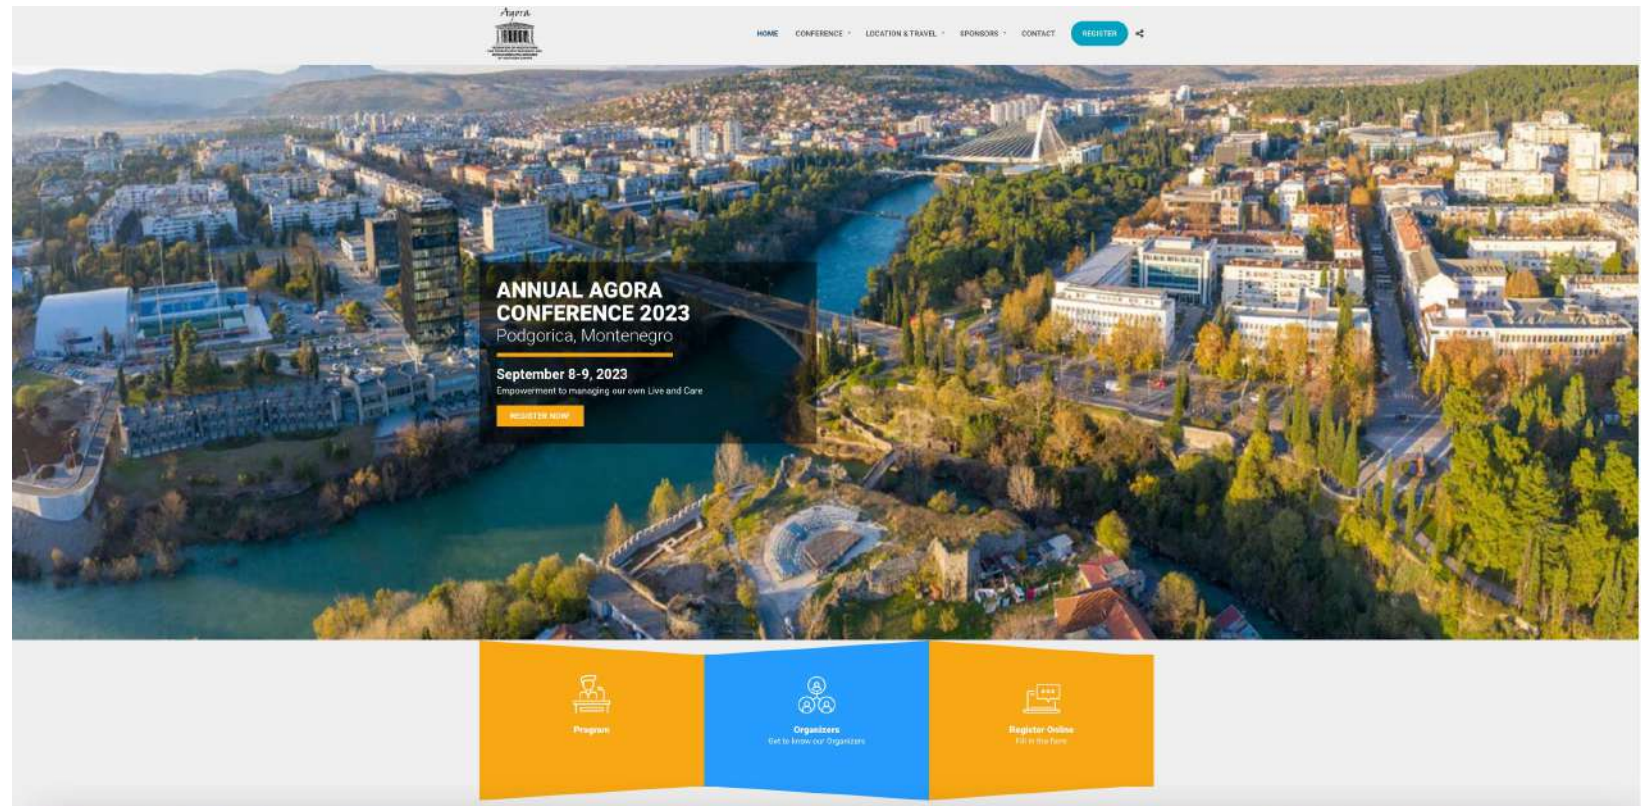 Agora
HOME CONFERENCE LOCATION & TRAVEL SPONSORS CONTACT REGISTER
ANNUAL AGORA
CONFERENCE 2023
Podgorica, Montenegro
September 8-9, 2023
Empowerment to managing our own Live and Care
REGISTER NOW!
Program
Organizers
Get to know our Organizers
Register Online
Fill in the form